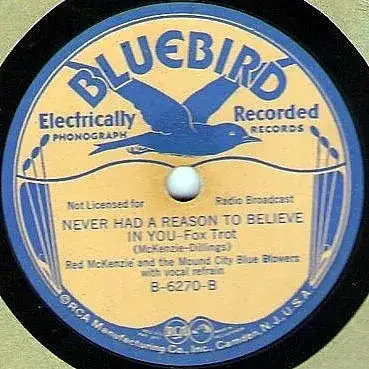 BLUEBIRD
Electrically Recorded
PHONOGRAPH RECORDS
Not Licensed for Radio Broadcast
NEVER HAD A REASON TO BELIEVE
IN YOU-Fox Trot
(McKenzie-Dillings)
Red McKenzie and the Mound City Blue Blowers
with vocal refrain
B-6270-B
©RCA Manufacturing Co., Inc., Camden, N.J., U.S.A.